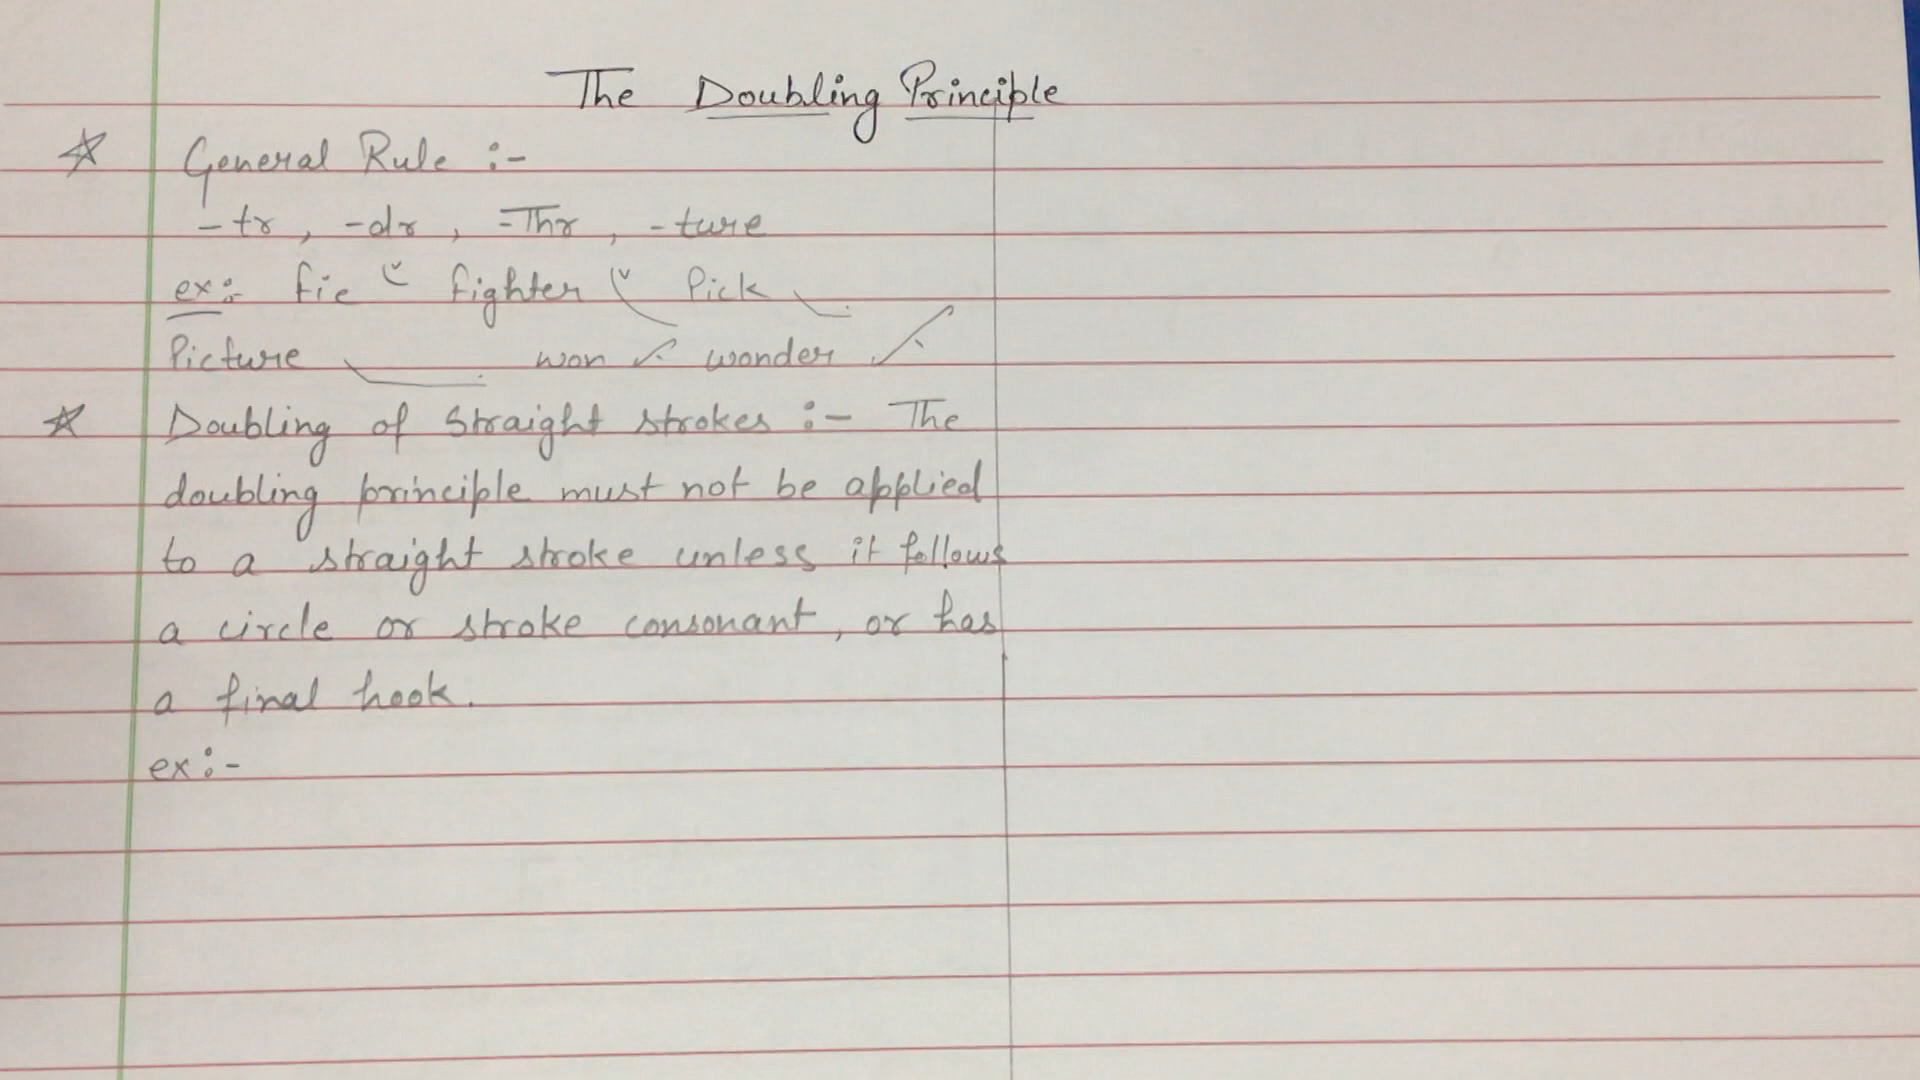 The Doubling Principle
☆ General Rule :-
-tr, -dr, -Thr, -ture
ex:- fie fighter Pick
Picture won wonder
☆ Doubling of Straight strokes :- The
doubling principle must not be applied
to a straight stroke unless it follows
a circle or stroke consonant, or has
a final hook.
ex:-